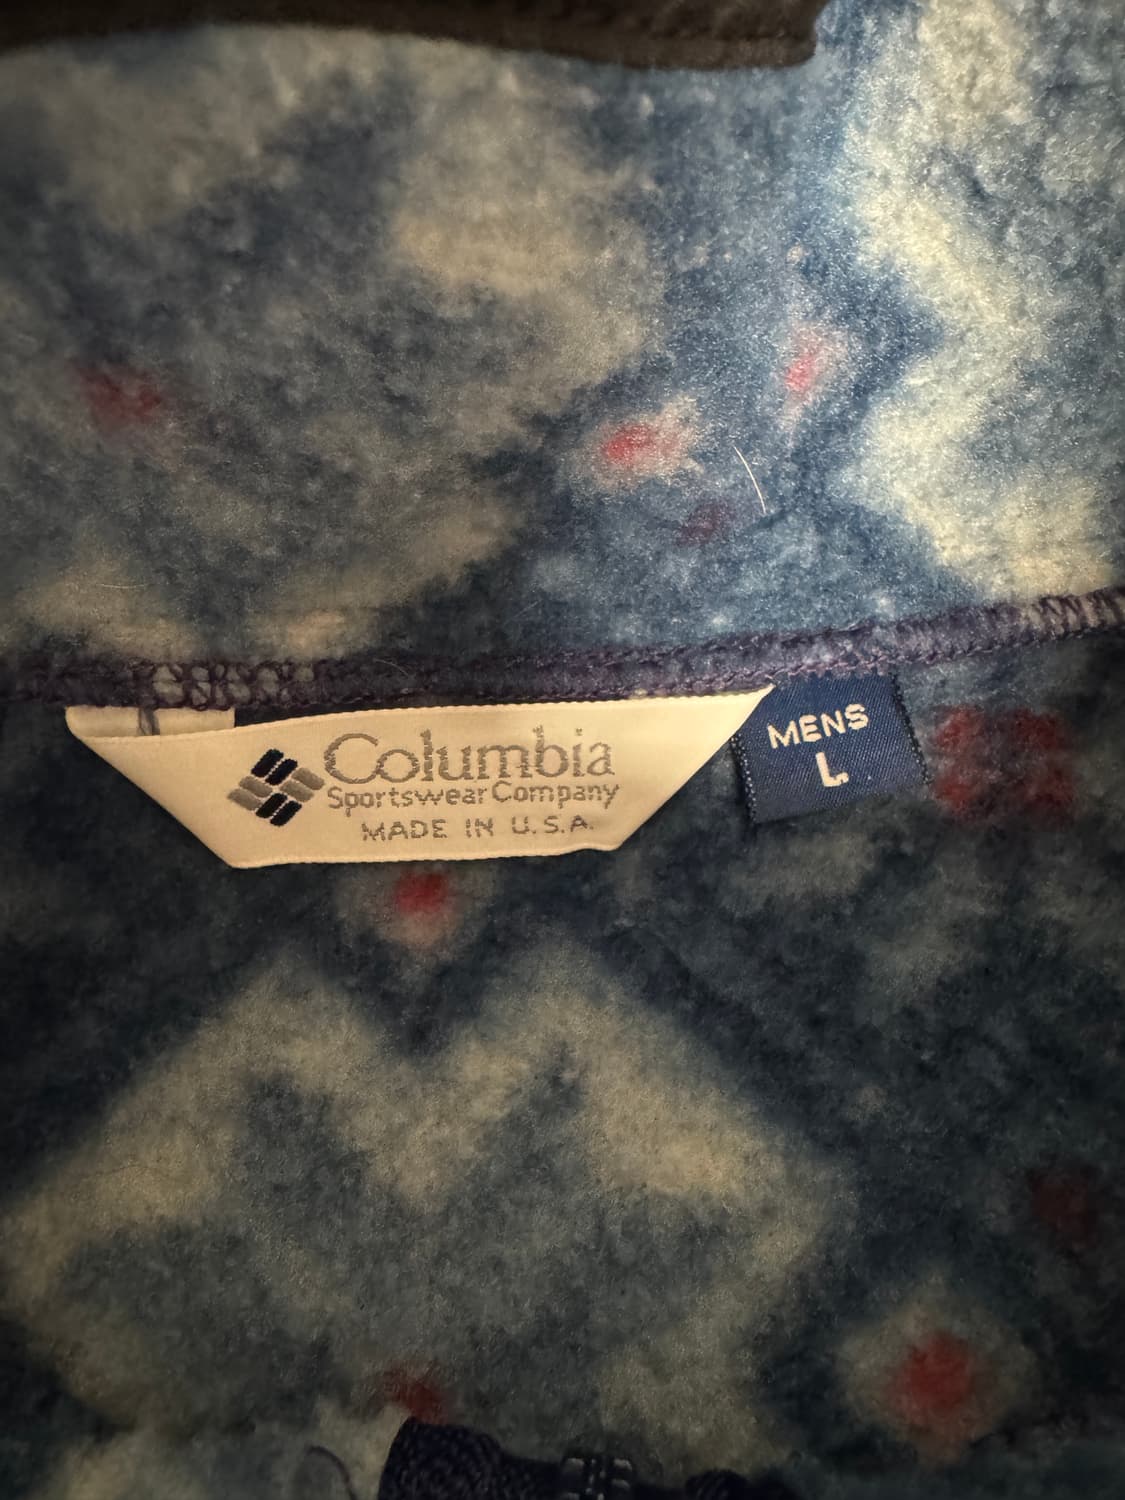 Columbia
Sportswear Company
MADE IN U.S.A.
MENS
L